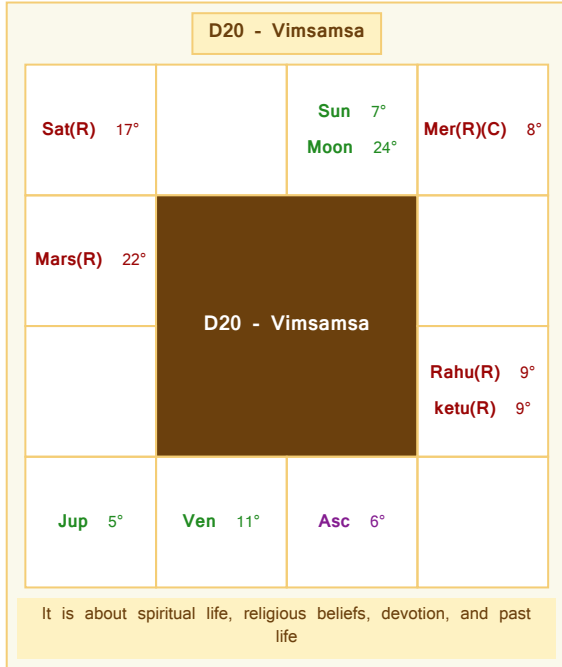 D20 - Vimsamsa
Sat(R) 17°
Sun 7°
Moon 24°
Mer(R)(C) 8°
Mars(R) 22°
D20 - Vimsamsa
Rahu(R) 9°
ketu(R) 9°
Jup 5°
Ven 11°
Asc 6°
It is about spiritual life, religious beliefs, devotion, and past
life